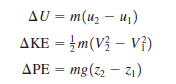 ΔU = m(u₂ − u₁)
ΔKE = ½m(V₂² − V₁²)
ΔPE = mg(z₂ − z₁)